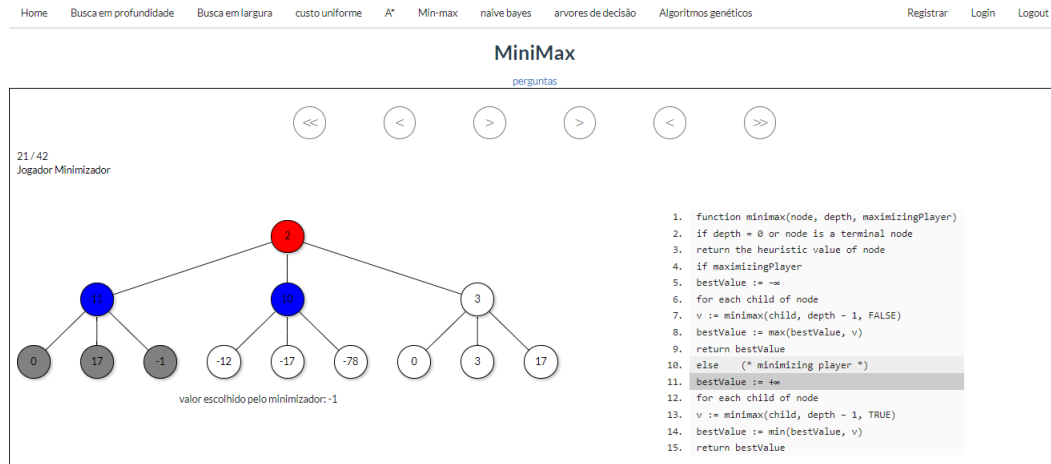 Home Busca em profundidade Busca em largura custo uniforme A* Min-max naive bayes arvores de decisão Algoritmos genéticos Registrar Login Logout
MiniMax
perguntas
<< < > > < >>
21 / 42
Jogador Minimizador
2
11 10 3
0 17 -1 -12 -17 -78 0 3 17
valor escolhido pelo minimizador: -1
1. function minimax(node, depth, maximizingPlayer)
2. if depth = 0 or node is a terminal node
3. return the heuristic value of node
4. if maximizingPlayer
5. bestValue := -∞
6. for each child of node
7. v := minimax(child, depth - 1, FALSE)
8. bestValue := max(bestValue, v)
9. return bestValue
10. else (* minimizing player *)
11. bestValue := +∞
12. for each child of node
13. v := minimax(child, depth - 1, TRUE)
14. bestValue := min(bestValue, v)
15. return bestValue